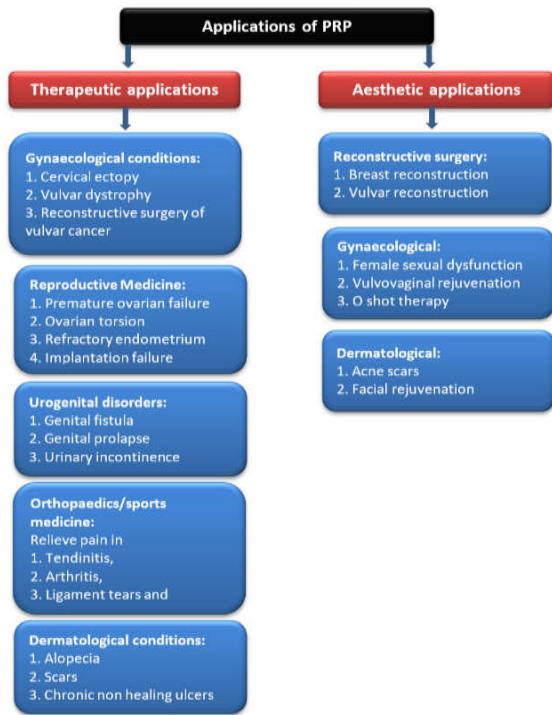 Applications of PRP
Therapeutic applications
Gynaecological conditions:
1. Cervical ectopy
2. Vulvar dystrophy
3. Reconstructive surgery of
vulvar cancer
Reproductive Medicine:
1. Premature ovarian failure
2. Ovarian torsion
3. Refractory endometrium
4. Implantation failure
Urogenital disorders:
1. Genital fistula
2. Genital prolapse
3. Urinary incontinence
Orthopaedics/sports
medicine:
Relieve pain in
1. Tendinitis,
2. Arthritis,
3. Ligament tears and
Dermatological conditions:
1. Alopecia
2. Scars
3. Chronic non healing ulcers
Aesthetic applications
Reconstructive surgery:
1. Breast reconstruction
2. Vulvar reconstruction
Gynaecological:
1. Female sexual dysfunction
2. Vulvovaginal rejuvenation
3. O shot therapy
Dermatological:
1. Acne scars
2. Facial rejuvenation